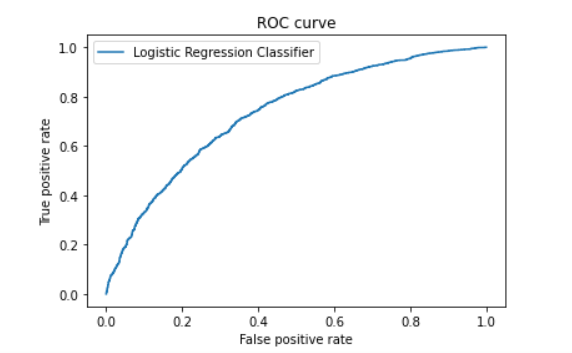 ROC curve
Logistic Regression Classifier
True positive rate
1.0
0.8
0.6
0.4
0.2
0.0
0.0 0.2 0.4 0.6 0.8 1.0
False positive rate